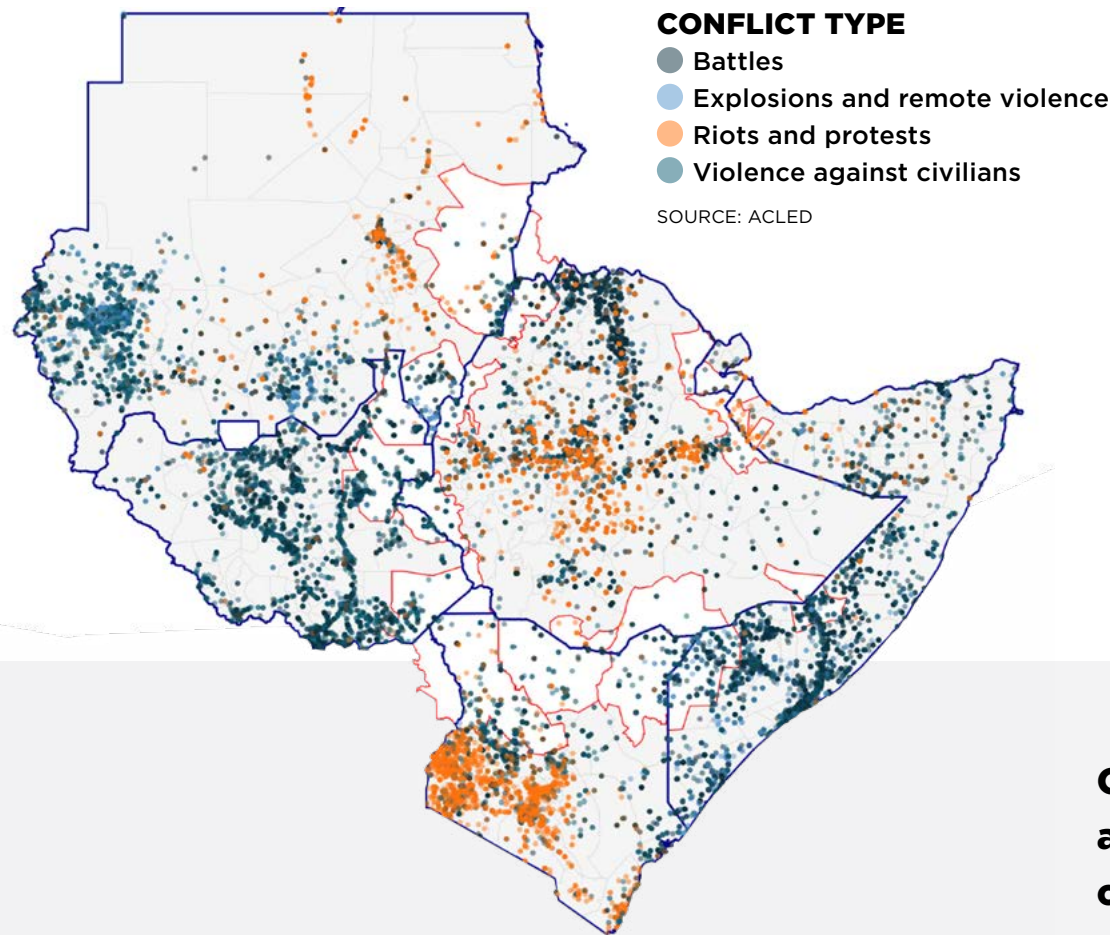 CONFLICT TYPE
Battles
Explosions and remote violence
Riots and protests
Violence against civilians
SOURCE: ACLED